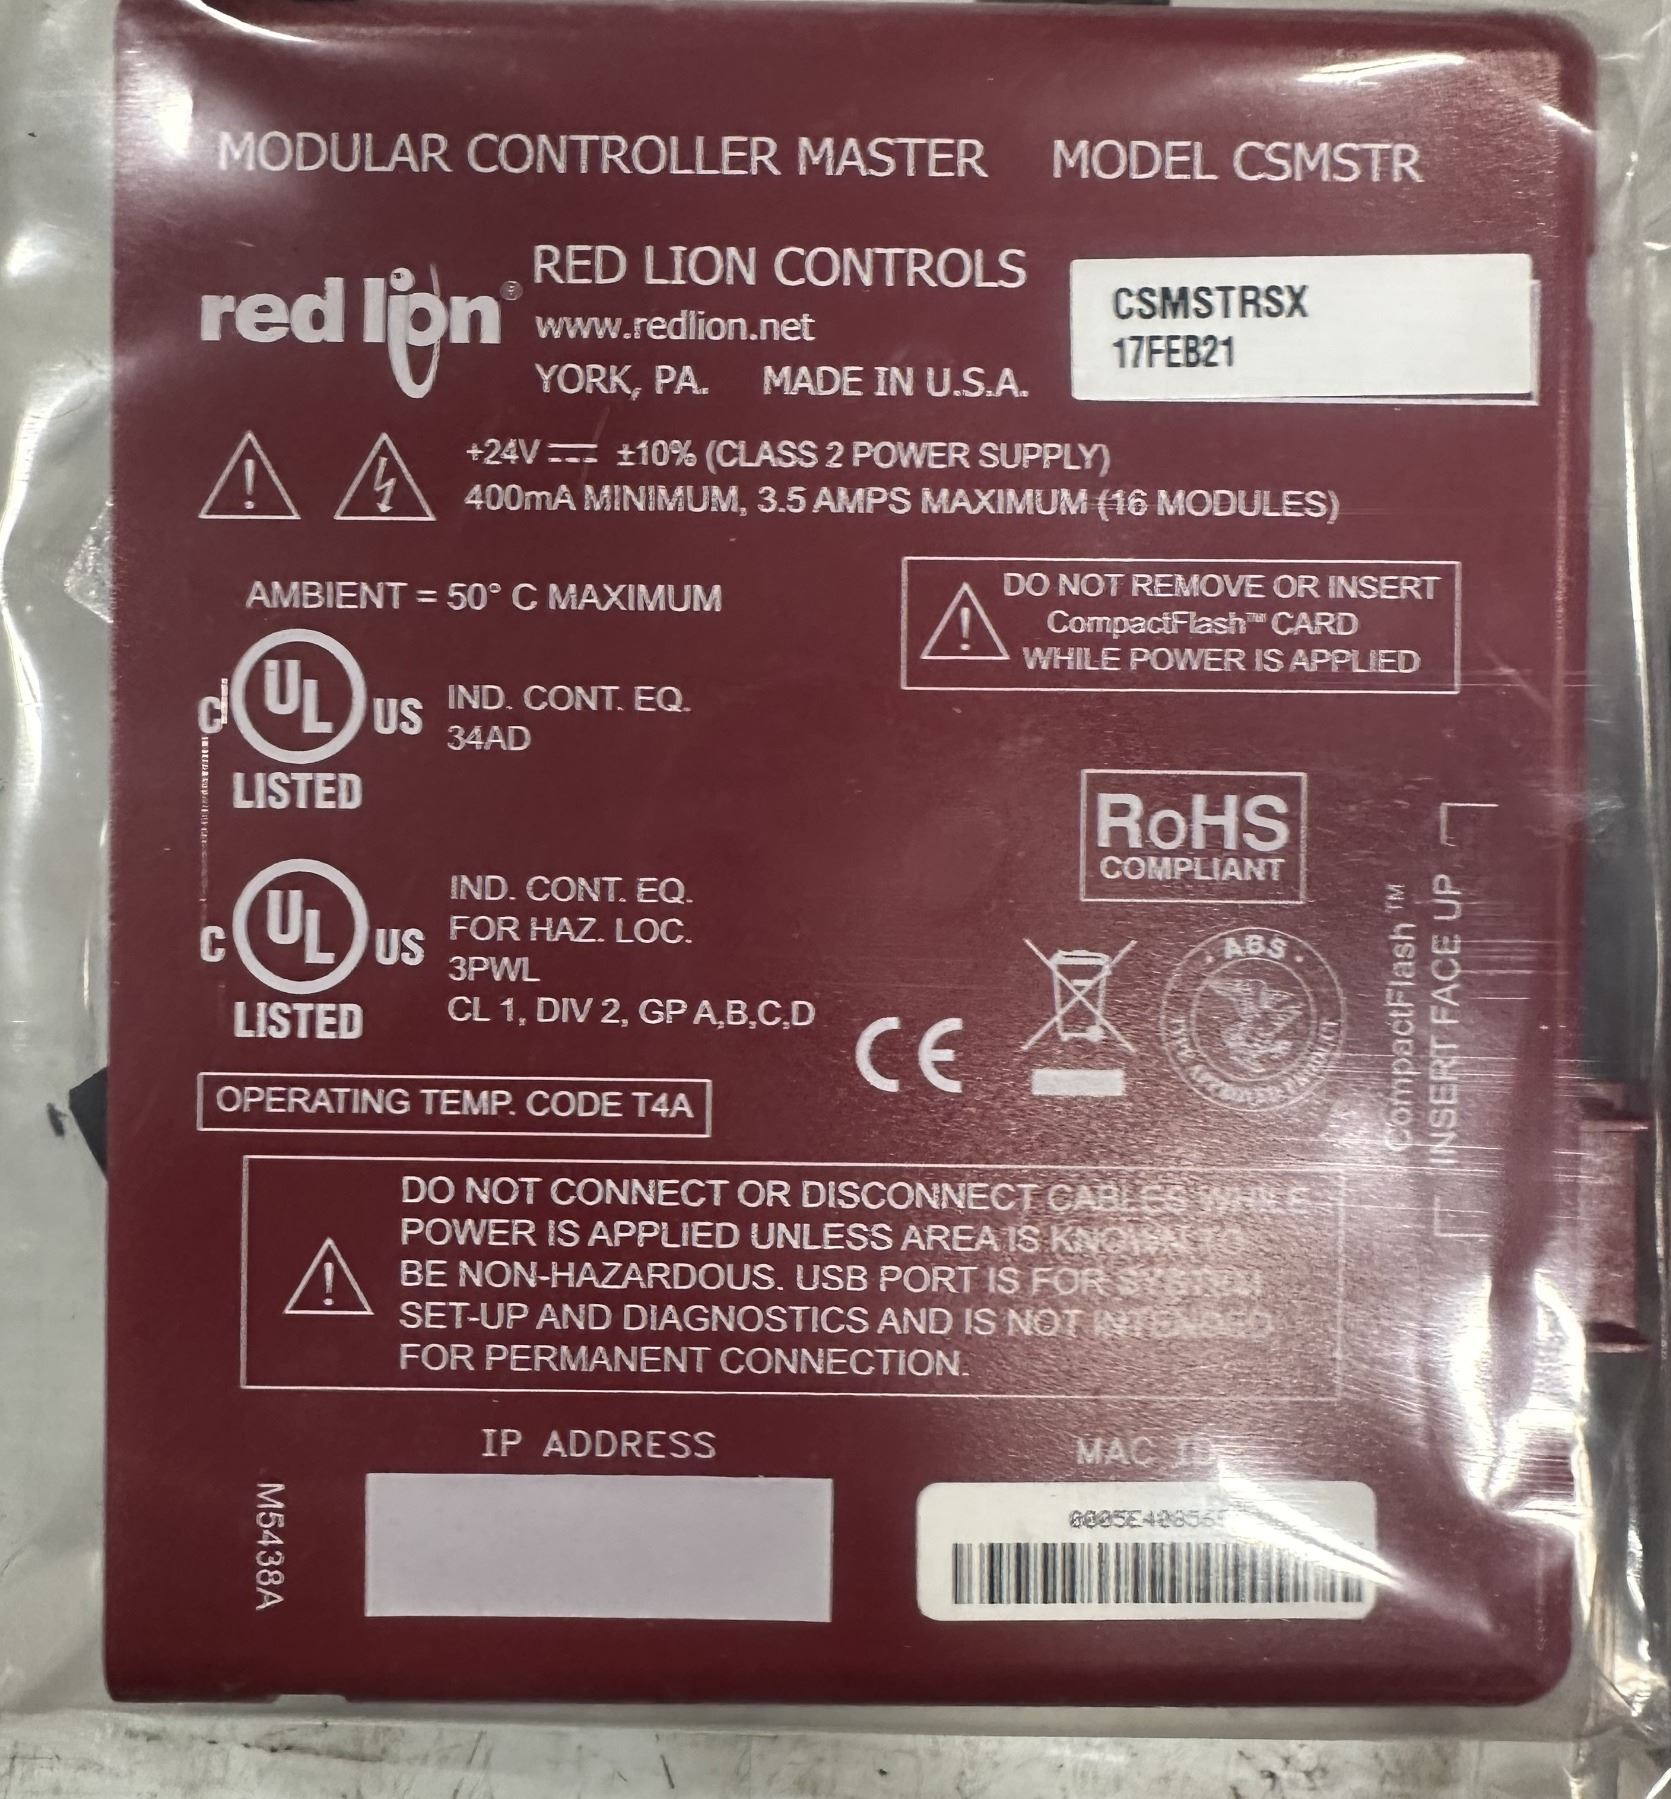 MODULAR CONTROLLER MASTER MODEL CSMSTR
red lion®
RED LION CONTROLS
www.redlion.net
YORK, PA. MADE IN U.S.A.
CSMSTRSX
17FEB21
+24V ±10% (CLASS 2 POWER SUPPLY)
400mA MINIMUM, 3.5 AMPS MAXIMUM (16 MODULES)
AMBIENT = 50° C MAXIMUM
DO NOT REMOVE OR INSERT
CompactFlash™ CARD
WHILE POWER IS APPLIED
C UL US
LISTED
IND. CONT. EQ.
34AD
RoHS
COMPLIANT
C UL US
LISTED
IND. CONT. EQ.
FOR HAZ. LOC.
3PWL
CL 1, DIV 2, GP A,B,C,D
CE
ABS
CompactFlash™
INSERT FACE UP
OPERATING TEMP. CODE T4A
DO NOT CONNECT OR DISCONNECT CABLES WHILE
POWER IS APPLIED UNLESS AREA IS KNOWN TO
BE NON-HAZARDOUS. USB PORT IS FOR SYSTEM
SET-UP AND DIAGNOSTICS AND IS NOT INTENDED
FOR PERMANENT CONNECTION.
IP ADDRESS
MAC ID
M5438A